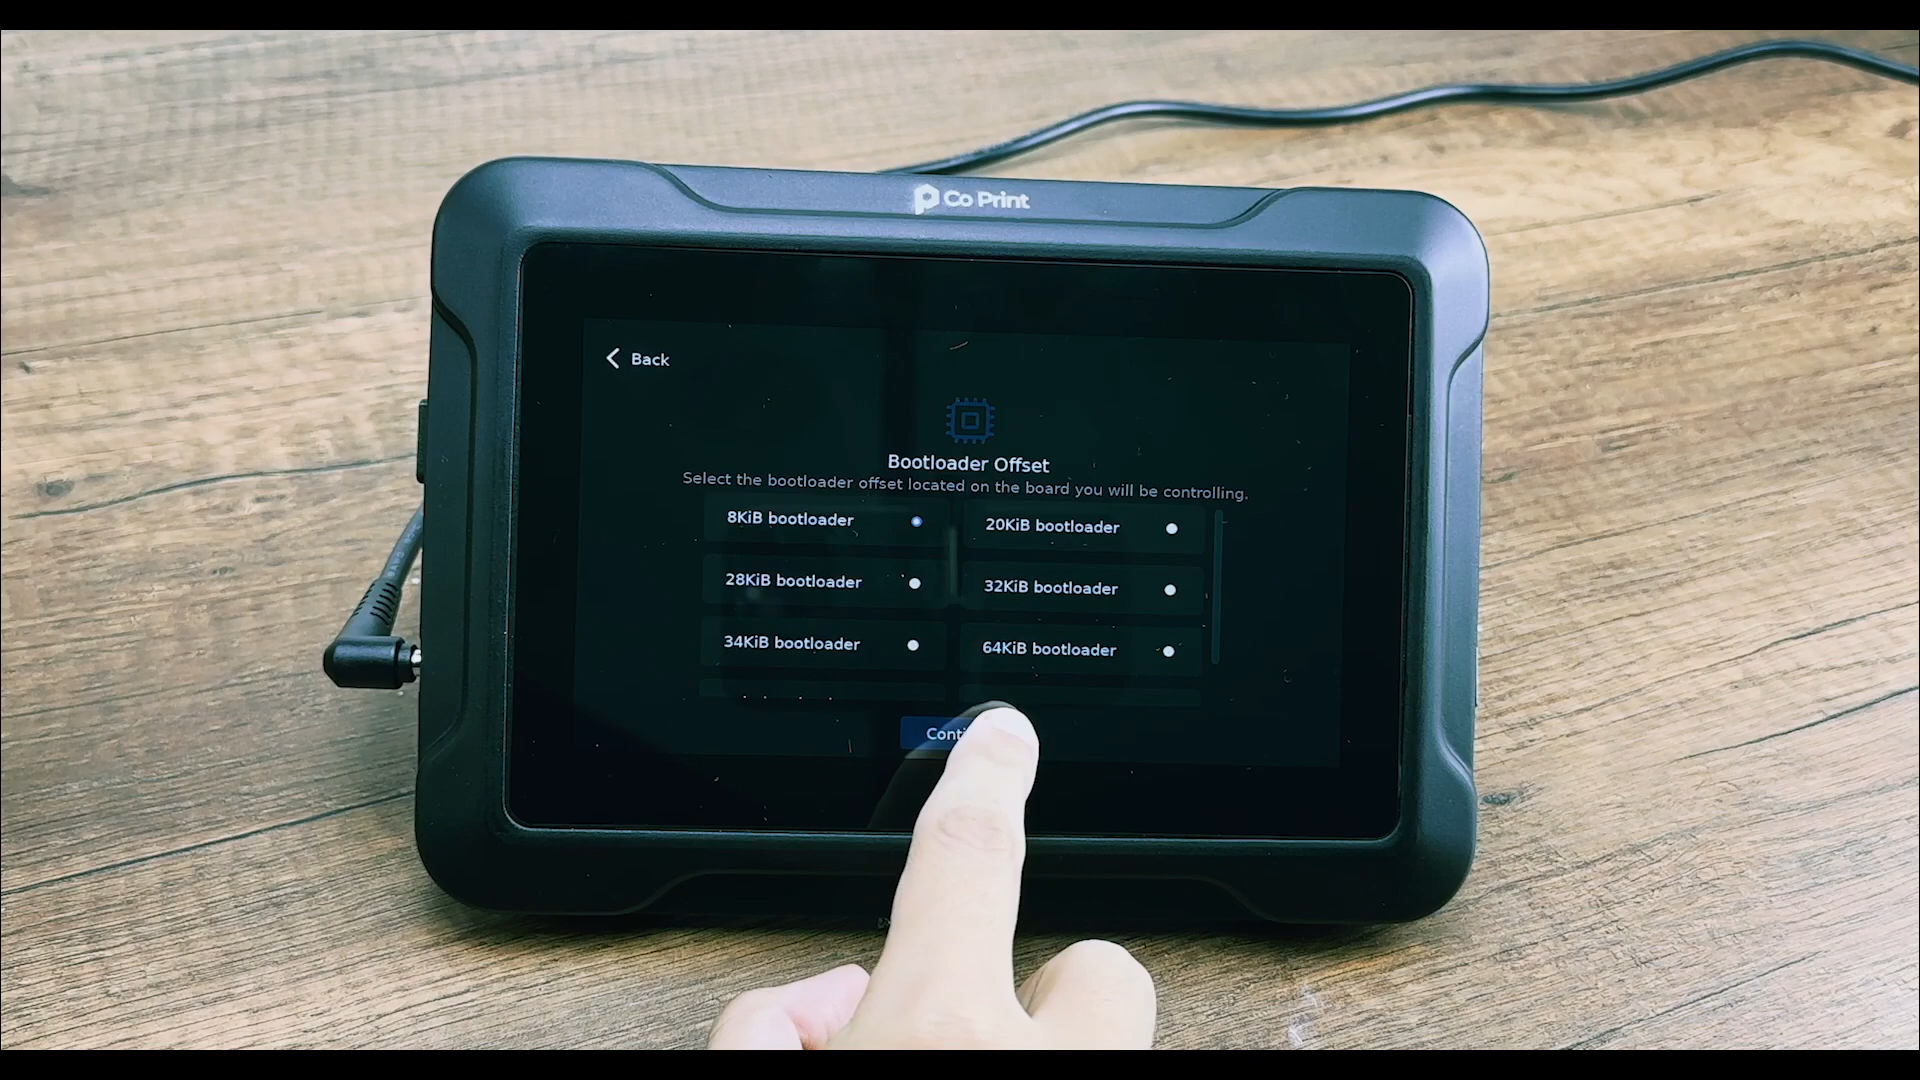 Co Print
Back
Bootloader Offset
Select the bootloader offset located on the board you will be controlling.
8KiB bootloader
20KiB bootloader
28KiB bootloader
32KiB bootloader
34KiB bootloader
64KiB bootloader